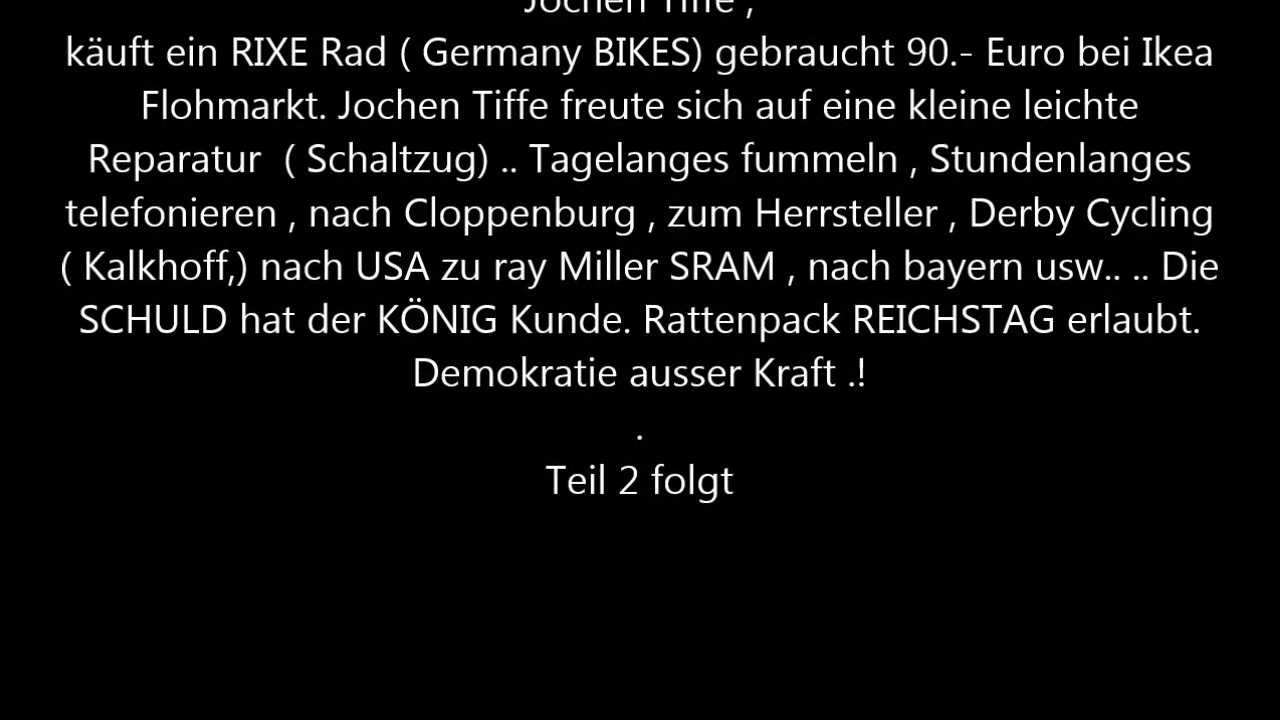 Jochen Tiffe ,
käuft ein RIXE Rad ( Germany BIKES) gebraucht 90.- Euro bei Ikea
Flohmarkt. Jochen Tiffe freute sich auf eine kleine leichte
Reparatur  ( Schaltzug) .. Tagelanges fummeln , Stundenlanges
telefonieren , nach Cloppenburg , zum Herrsteller , Derby Cycling
( Kalkhoff,) nach USA zu ray Miller SRAM , nach bayern usw.. .. Die
SCHULD hat der KÖNIG Kunde. Rattenpack REICHSTAG erlaubt.
Demokratie ausser Kraft .!
.
Teil 2 folgt